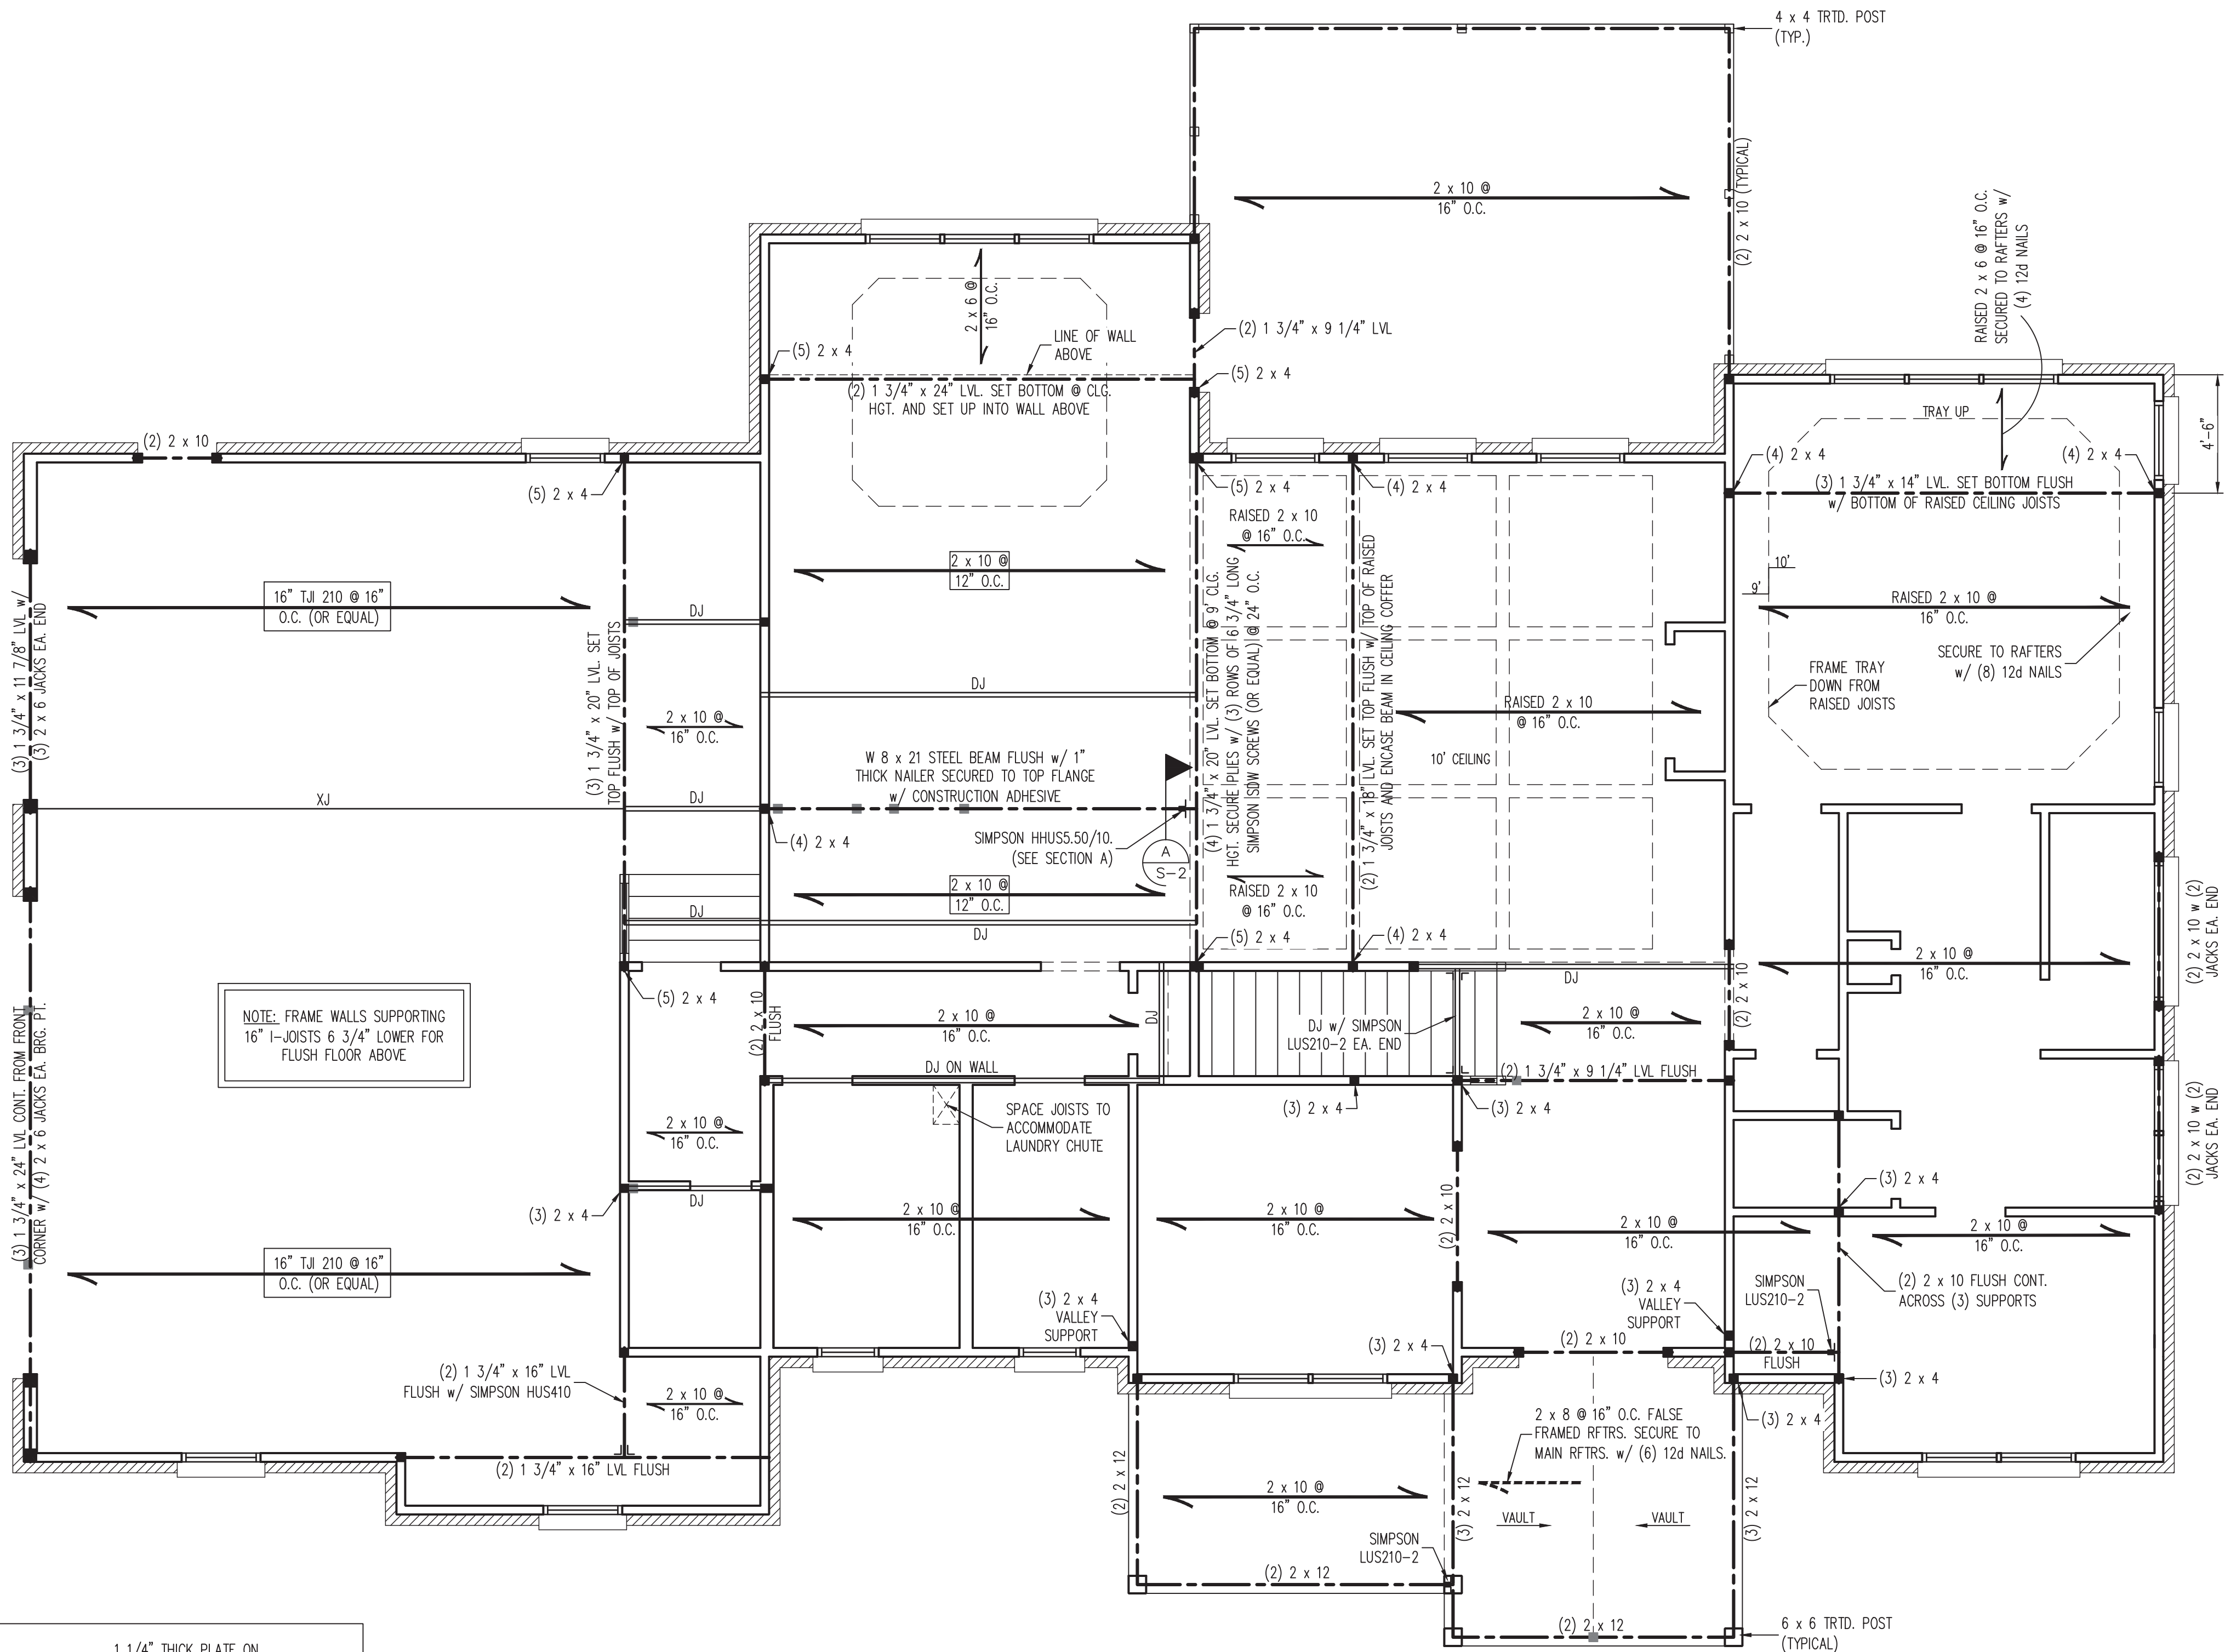 4 x 4 TRTD. POST
(TYP.)
2 x 10 @
16" O.C.
(2) 2 x 10 (TYPICAL)
RAISED 2 x 6 @ 16" O.C.
SECURED TO RAFTERS w/
(4) 12d NAILS
2 x 6 @
16" O.C.
LINE OF WALL
ABOVE
(2) 1 3/4" x 9 1/4" LVL
(5) 2 x 4
(5) 2 x 4
(2) 1 3/4" x 24" LVL. SET BOTTOM @ CLG.
HGT. AND SET UP INTO WALL ABOVE
TRAY UP
4'-6"
(2) 2 x 10
(5) 2 x 4
(5) 2 x 4
(4) 2 x 4
(4) 2 x 4
(4) 2 x 4
(3) 1 3/4" x 14" LVL. SET BOTTOM FLUSH
w/ BOTTOM OF RAISED CEILING JOISTS
RAISED 2 x 10
@ 16" O.C.
(3) 1 3/4" x 11 7/8" LVL w/
(3) 2 x 6 JACKS EA. END
16" TJI 210 @ 16"
O.C. (OR EQUAL)
(3) 1 3/4" x 20" LVL. SET
TOP FLUSH w/ TOP OF JOISTS
DJ
2 x 10 @
12" O.C.
(4) 1 3/4" x 20" LVL. SET BOTTOM @ 9' CLG.
HGT. SECURE PLIES w/ (3) ROWS OF 6 3/4" LONG
SIMPSON SDW SCREWS (OR EQUAL) @ 24" O.C.
(2) 1 3/4" x 18" LVL. SET TOP FLUSH w/ TOP OF RAISED
JOISTS AND ENCASE BEAM IN CEILING COFFER
10'
9'
RAISED 2 x 10 @
16" O.C.
SECURE TO RAFTERS
w/ (8) 12d NAILS
FRAME TRAY
DOWN FROM
RAISED JOISTS
DJ
2 x 10 @
16" O.C.
RAISED 2 x 10
@ 16" O.C.
W 8 x 21 STEEL BEAM FLUSH w/ 1"
THICK NAILER SECURED TO TOP FLANGE
w/ CONSTRUCTION ADHESIVE
10' CEILING
XJ
DJ
(4) 2 x 4
SIMPSON HHUS5.50/10.
(SEE SECTION A)
A
S-2
2 x 10 @
12" O.C.
RAISED 2 x 10
@ 16" O.C.
DJ
DJ
(5) 2 x 4
(4) 2 x 4
(2) 2 x 10 w (2)
JACKS EA. END
2 x 10 @
16" O.C.
DJ
(2) 2 x 10
(5) 2 x 4
(3) 1 3/4" x 24" LVL CONT. FROM FRONT
CORNER w/ (4) 2 x 6 JACKS EA. BRG. PT.
NOTE: FRAME WALLS SUPPORTING
16" I-JOISTS 6 3/4" LOWER FOR
FLUSH FLOOR ABOVE
(2) 2 x 10
FLUSH
2 x 10 @
16" O.C.
DJ
DJ w/ SIMPSON
LUS210-2 EA. END
2 x 10 @
16" O.C.
DJ ON WALL
(2) 1 3/4" x 9 1/4" LVL FLUSH
(3) 2 x 4
(3) 2 x 4
SPACE JOISTS TO
ACCOMMODATE
LAUNDRY CHUTE
2 x 10 @
16" O.C.
(2) 2 x 10 w (2)
JACKS EA. END
(3) 2 x 4
DJ
(3) 2 x 4
2 x 10 @
16" O.C.
2 x 10 @
16" O.C.
(2) 2 x 10
2 x 10 @
16" O.C.
2 x 10 @
16" O.C.
16" TJI 210 @ 16"
O.C. (OR EQUAL)
(3) 2 x 4
VALLEY
SUPPORT
(3) 2 x 4
VALLEY
SUPPORT
SIMPSON
LUS210-2
(2) 2 x 10 FLUSH CONT.
ACROSS (3) SUPPORTS
(3) 2 x 4
(2) 2 x 10
(2) 2 x 10
FLUSH
(3) 2 x 4
(3) 2 x 4
(2) 1 3/4" x 16" LVL
FLUSH w/ SIMPSON HUS410
2 x 10 @
16" O.C.
2 x 8 @ 16" O.C. FALSE
FRAMED RFTRS. SECURE TO
MAIN RFTRS. w/ (6) 12d NAILS.
(2) 1 3/4" x 16" LVL FLUSH
(2) 2 x 12
2 x 10 @
16" O.C.
(3) 2 x 12
VAULT
VAULT
(3) 2 x 12
SIMPSON
LUS210-2
(2) 2 x 12
(2) 2 x 12
6 x 6 TRTD. POST
(TYPICAL)
1 1/4" THICK PLATE ON